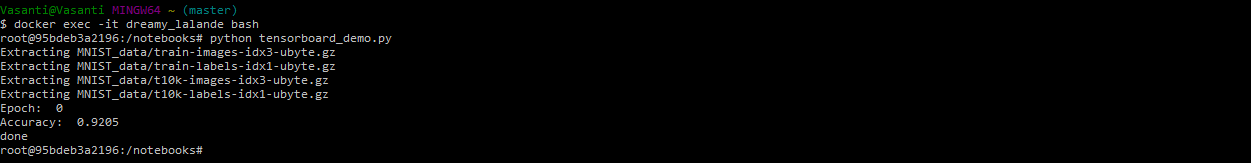 Vasanti@Vasanti MINGW64 ~ (master)
$ docker exec -it dreamy_lalande bash
root@95bdeb3a2196:/notebooks# python tensorboard_demo.py
Extracting MNIST_data/train-images-idx3-ubyte.gz
Extracting MNIST_data/train-labels-idx1-ubyte.gz
Extracting MNIST_data/t10k-images-idx3-ubyte.gz
Extracting MNIST_data/t10k-labels-idx1-ubyte.gz
Epoch:  0
Accuracy:  0.9205
done
root@95bdeb3a2196:/notebooks#